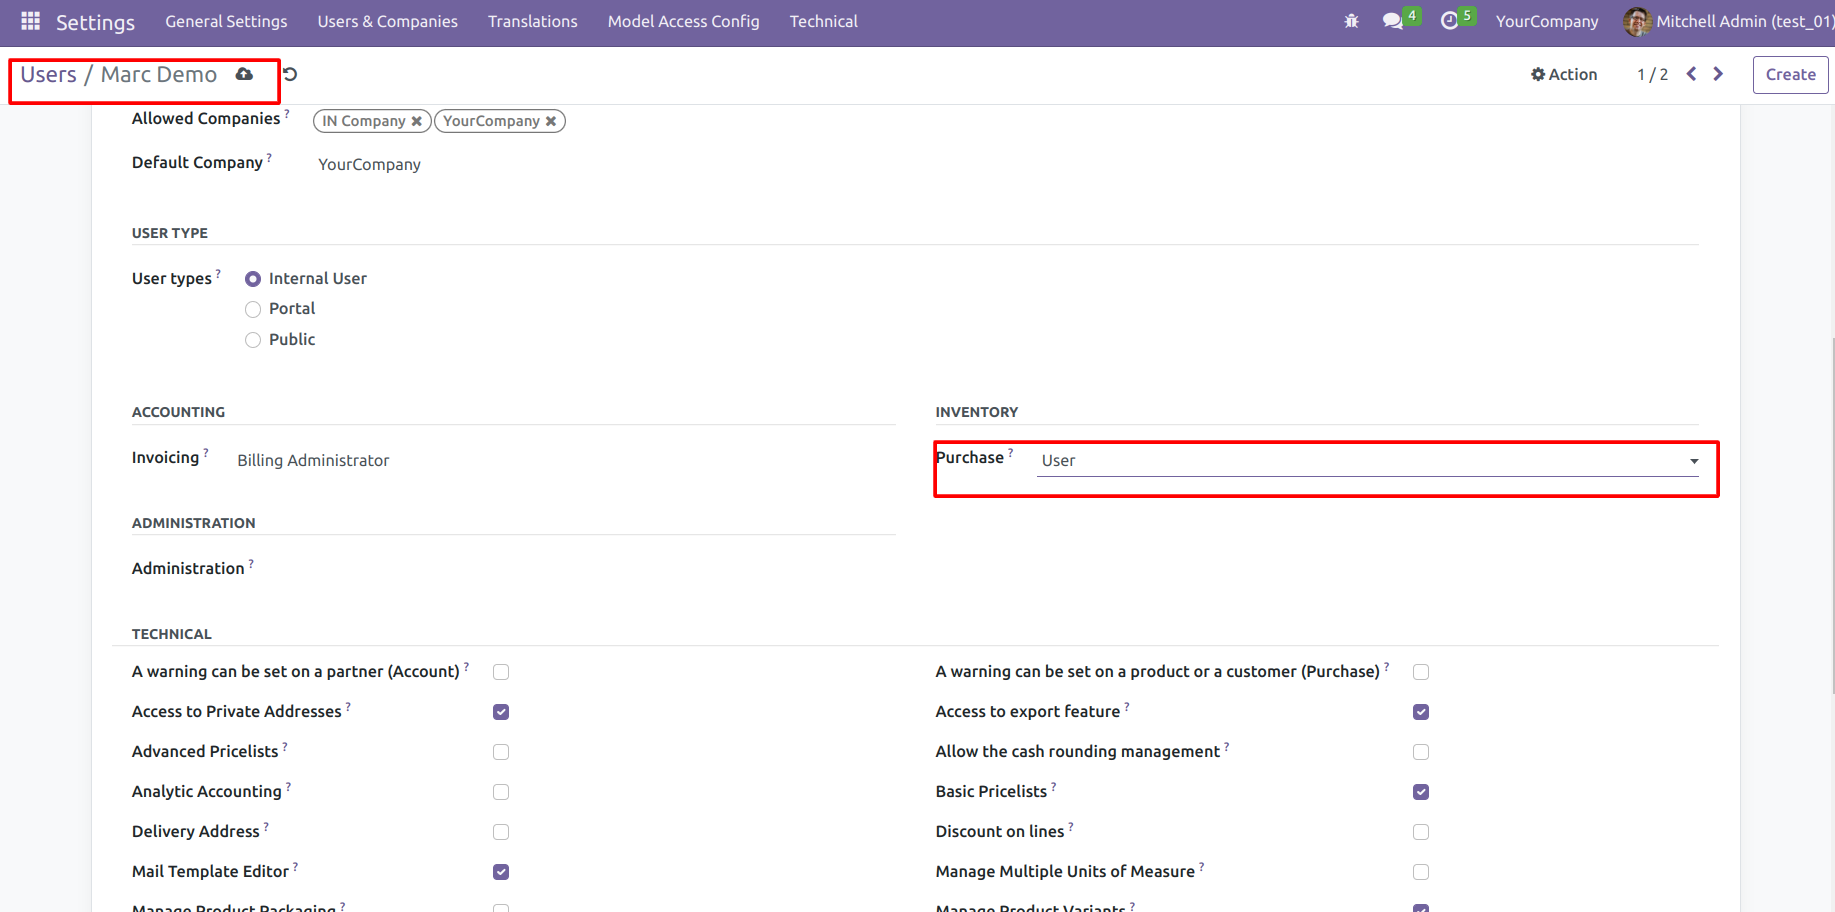 Settings General Settings Users & Companies Translations Model Access Config Technical 4 5 YourCompany Mitchell Admin (test_01)
Users / Marc Demo Action 1 / 2 Create
Allowed Companies ? IN Company YourCompany
Default Company ? YourCompany
USER TYPE
User types ? Internal User
Portal
Public
ACCOUNTING INVENTORY
Invoicing ? Billing Administrator Purchase ? User
ADMINISTRATION
Administration ?
TECHNICAL
A warning can be set on a partner (Account) ? A warning can be set on a product or a customer (Purchase) ?
Access to Private Addresses ? Access to export feature ?
Advanced Pricelists ? Allow the cash rounding management ?
Analytic Accounting ? Basic Pricelists ?
Delivery Address ? Discount on lines ?
Mail Template Editor ? Manage Multiple Units of Measure ?
Manage Product Packaging ? Manage Product Variants ?